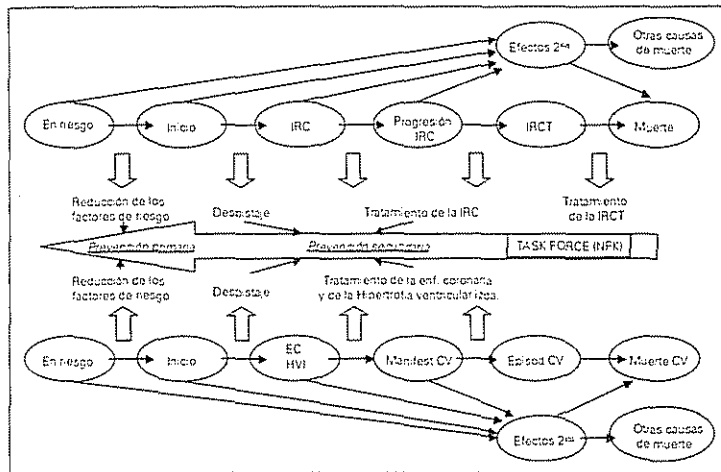 Efectos 2ᵒˢ
Otras causas
de muerte
En riesgo
Inicio
IRC
Progresión
IRC
IRCT
Muerte
Reducción de los
factores de riesgo
Despistaje
Tratamiento de la IRC
Tratamiento
de la IRCT
Prevención primaria
Prevención secundaria
TASK FORCE (NFK)
Reducción de los
factores de riesgo
Despistaje
Tratamiento de la enf. coronaria
y de la Hipertrofia ventricular izda.
En riesgo
Inicio
EC
HVI
Manifest CV
Episod CV
Muerte CV
Efectos 2ᵒˢ
Otras causas
de muerte